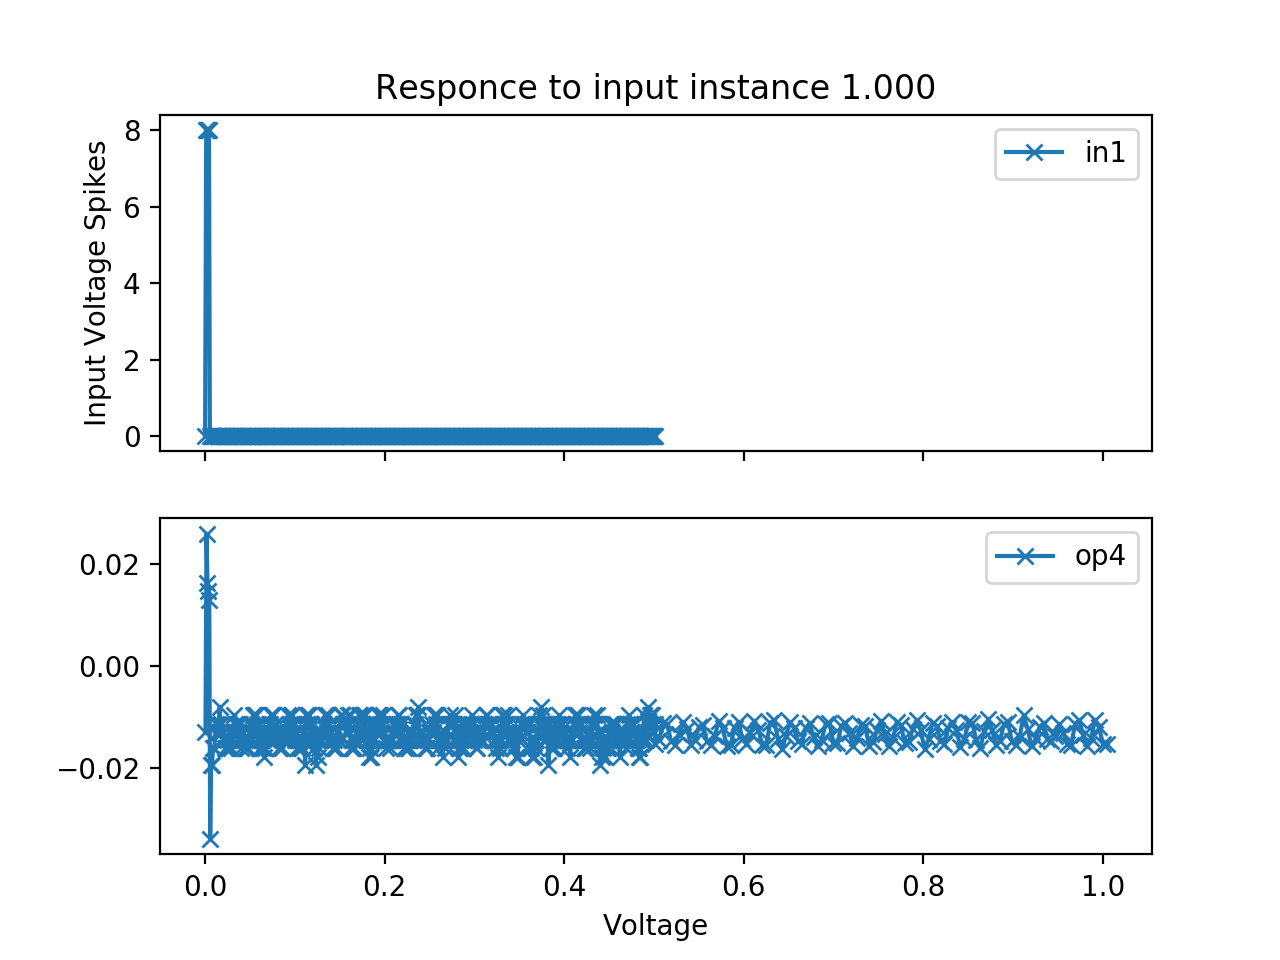 Responce to input instance 1.000
Input Voltage Spikes
8
6
4
2
0
in1
0.02
0.00
−0.02
op4
0.0 0.2 0.4 0.6 0.8 1.0
Voltage